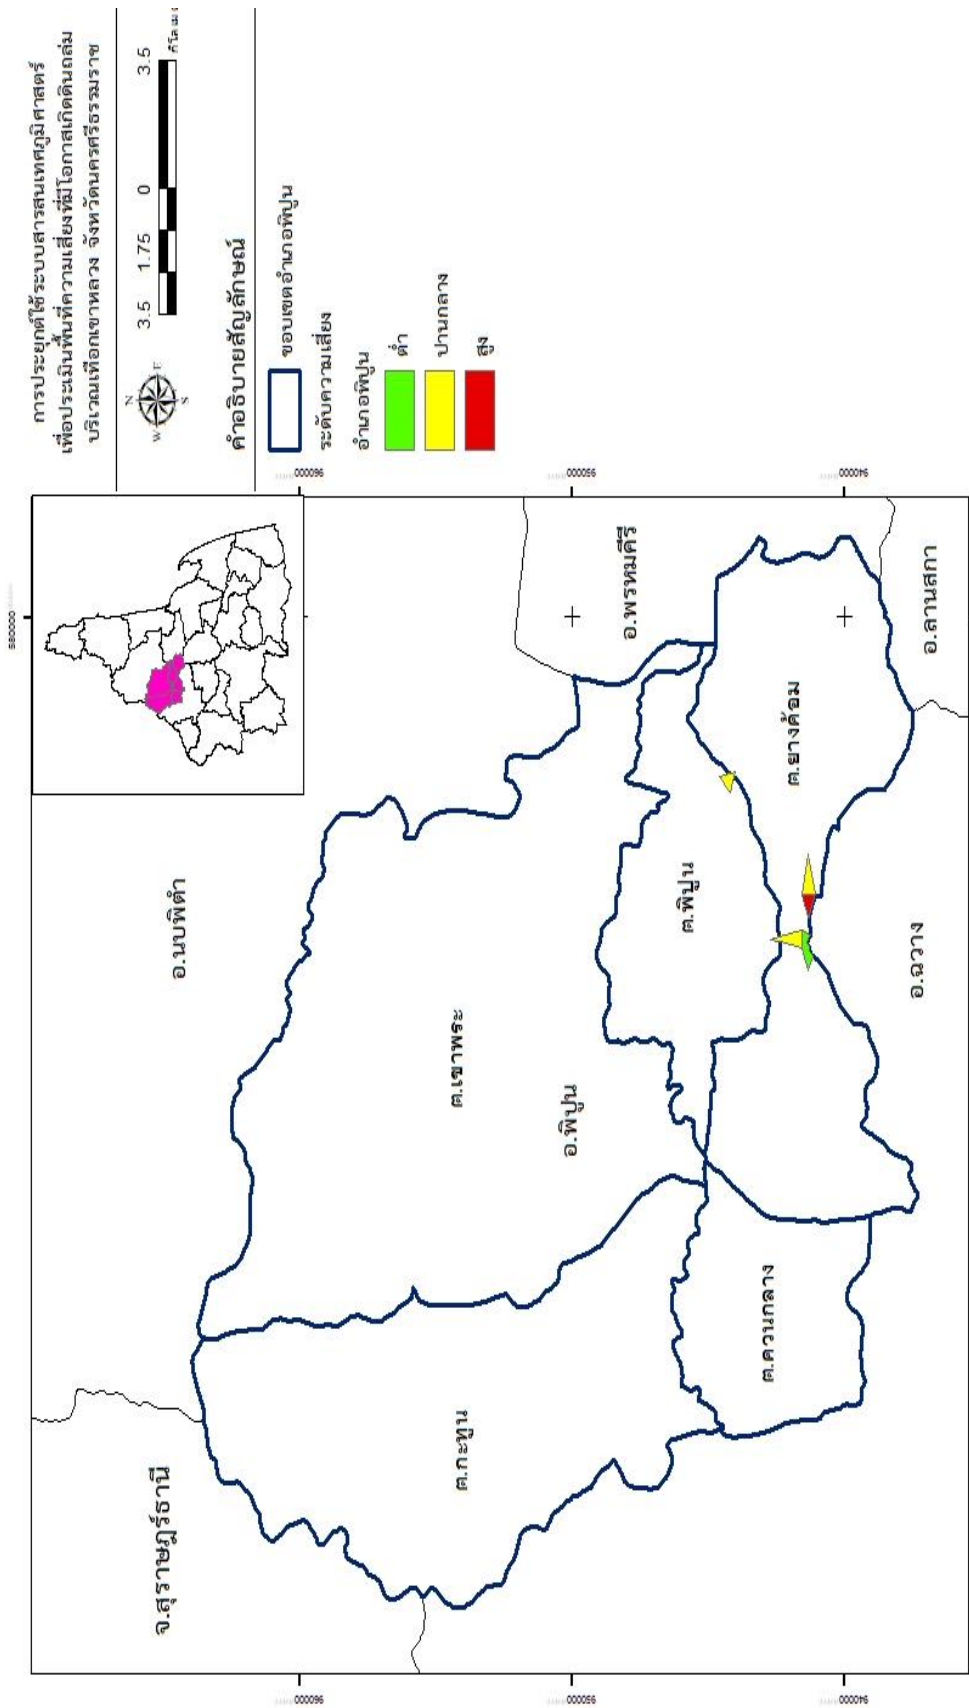 การประยุกต์ใช้ระบบสารสนเทศภูมิศาสตร์
เพื่อประเมินพื้นที่ความเสี่ยงที่มีโอกาสเกิดดินถล่ม
บริเวณเทือกเขาหลวง จังหวัดนครศรีธรรมราช
N
W
E
S
3.5 1.75 0 3.5
คำอธิบายสัญลักษณ์
ขอบเขตอำเภอพิปูน
ระดับความเสี่ยง
อำเภอพิปูน
ต่ำ
ปานกลาง
สูง
580000
960000
950000
940000
จ.สุราษฎร์ธานี
อ.นบพิตำ
ต.กะทูน
ต.เขาพระ
อ.พิปูน
อ.พรหมคีรี
ต.พิปูน
ต.ควนกลาง
ต.ยางค้อม
อ.ฉวาง
อ.ลานสกา
960000
950000
940000